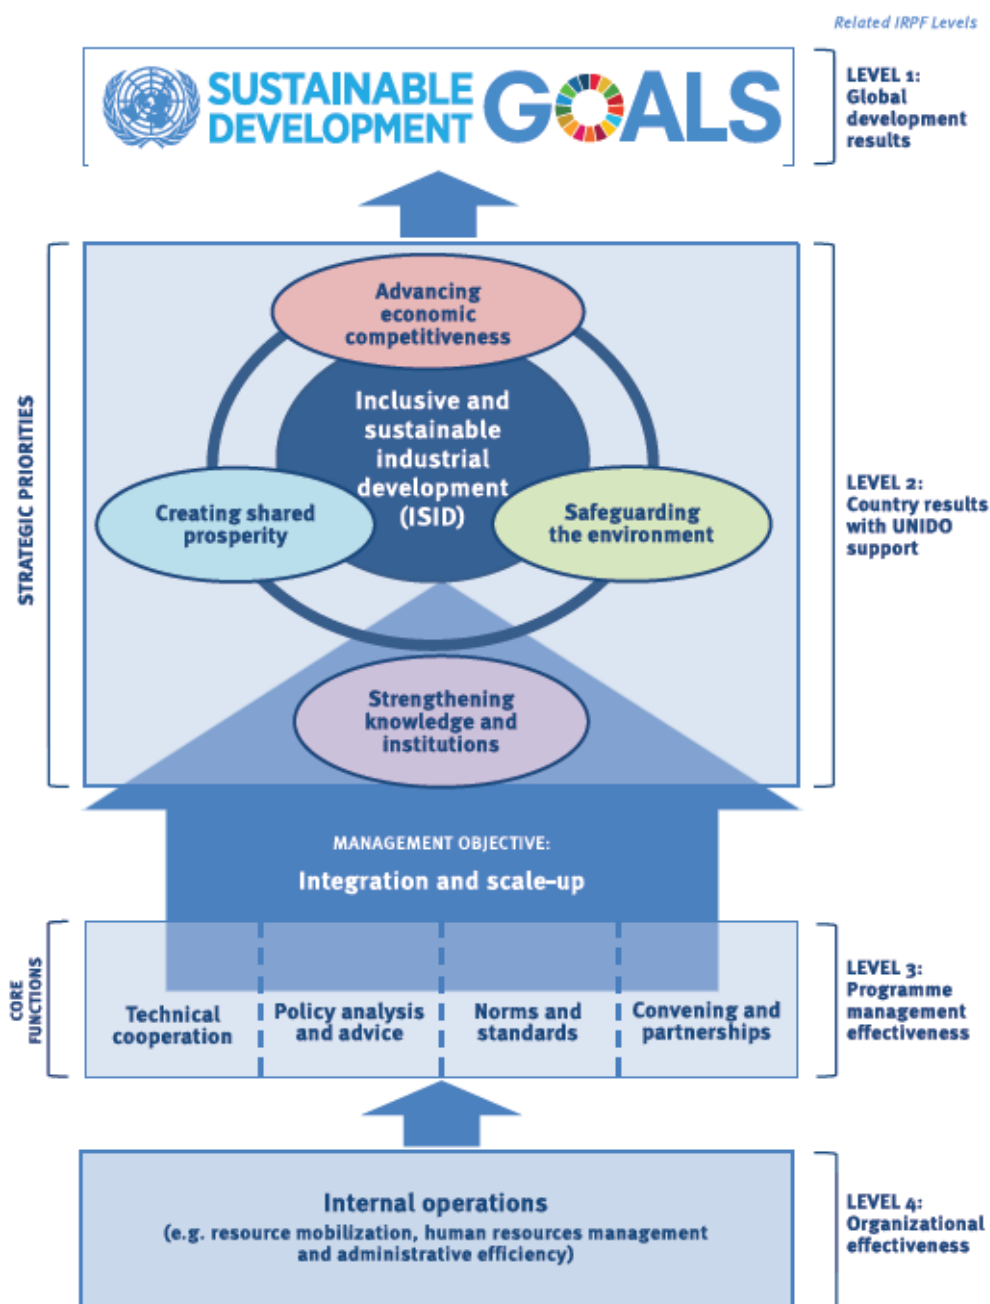 Related IRPF Levels
SUSTAINABLE
DEVELOPMENT
GOALS
LEVEL 1:
Global
development
results
STRATEGIC PRIORITIES
Advancing
economic
competitiveness
Inclusive and
sustainable
industrial
development
(ISID)
Creating shared
prosperity
Safeguarding
the environment
Strengthening
knowledge and
institutions
LEVEL 2:
Country results
with UNIDO
support
MANAGEMENT OBJECTIVE:
Integration and scale-up
CORE
FUNCTIONS
Technical
cooperation
Policy analysis
and advice
Norms and
standards
Convening and
partnerships
LEVEL 3:
Programme
management
effectiveness
Internal operations
(e.g. resource mobilization, human resources management
and administrative efficiency)
LEVEL 4:
Organizational
effectiveness